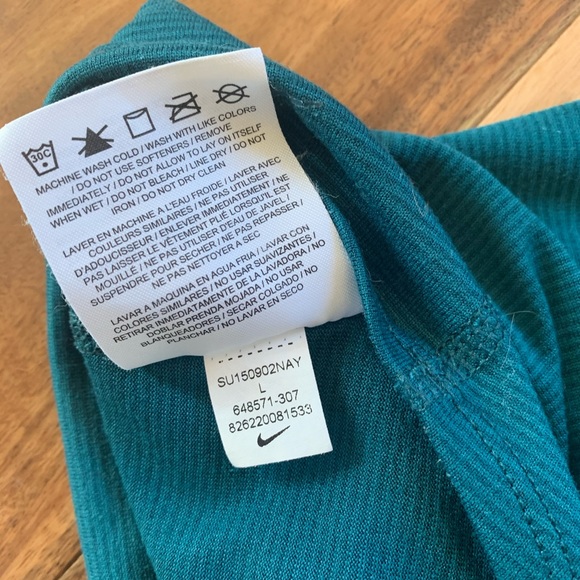 30C
MACHINE WASH COLD / WASH WITH LIKE COLORS
/ DO NOT USE SOFTENERS / REMOVE
IMMEDIATELY / DO NOT ALLOW TO LAY ON ITSELF
WHEN WET / DO NOT BLEACH / LINE DRY / DO NOT
IRON / DO NOT DRY CLEAN
LAVER EN MACHINE A L'EAU FROIDE / LAVER AVEC
COULEURS SIMILAIRES / NE PAS UTILISER
D'ADOUCISSEUR / ENLEVER IMMÉDIATEMENT / NE
PAS LAISSER LE VÊTEMENT PLIÉ LORSQU'IL EST
MOUILLÉ / NE PAS UTILISER D'EAU DE JAVEL /
SUSPENDRE POUR SÉCHER / NE PAS REPASSER /
NE PAS NETTOYER A SEC
LAVAR A MAQUINA EN AGUA FRIA / LAVAR CON
COLORES SIMILARES / NO USAR SUAVIZANTES /
RETIRAR INMEDIATAMENTE DE LA LAVADORA / NO
DOBLAR PRENDA MOJADA / NO USAR
BLANQUEADORES / SECAR COLGADO / NO
PLANCHAR / NO LAVAR EN SECO
SU150902NAY
L
648571-307
826220081533